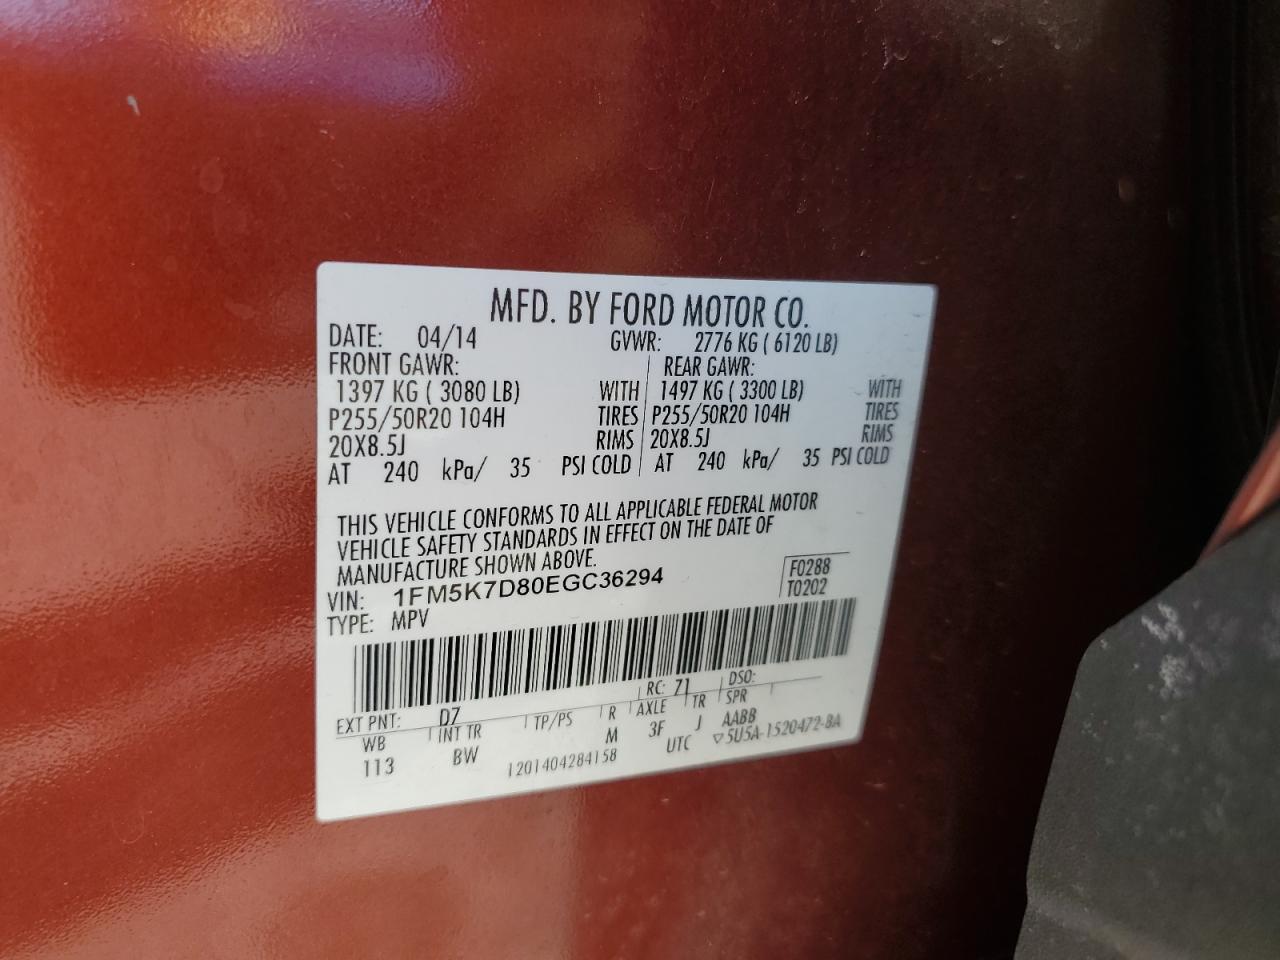 MFD. BY FORD MOTOR CO.
DATE: 04/14 GVWR: 2776 KG ( 6120 LB)
FRONT GAWR: REAR GAWR:
1397 KG ( 3080 LB) WITH 1497 KG ( 3300 LB) WITH
P255/50R20 104H TIRES P255/50R20 104H TIRES
20X8.5J RIMS 20X8.5J RIMS
AT 240 kPa/ 35 PSI COLD AT 240 kPa/ 35 PSI COLD
THIS VEHICLE CONFORMS TO ALL APPLICABLE FEDERAL MOTOR
VEHICLE SAFETY STANDARDS IN EFFECT ON THE DATE OF
MANUFACTURE SHOWN ABOVE.
F0288
VIN: 1FM5K7D80EGC36294 T0202
TYPE: MPV
EXT PNT: D7 RC: 71 DSO:
WB INT TR TP/PS R AXLE TR SPR
113 BW M 3F J AABB
1201404284158 UTC ▽5U5A-1520472-BA